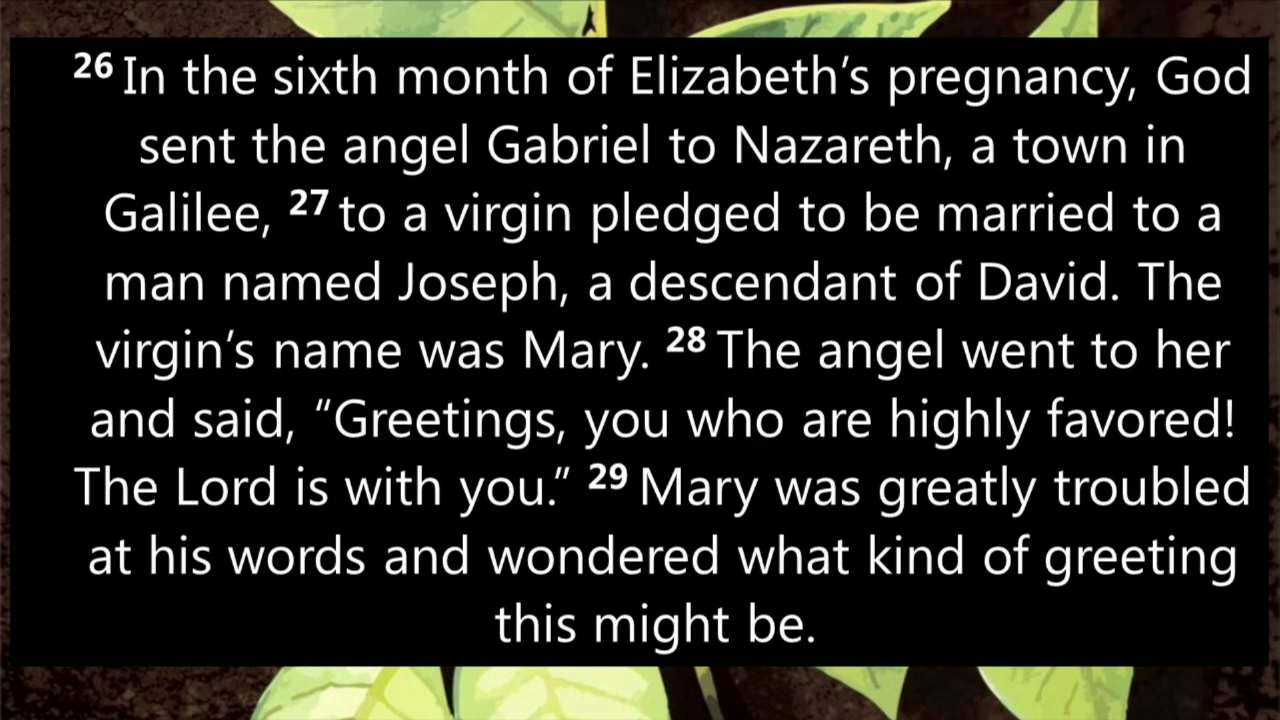 26 In the sixth month of Elizabeth’s pregnancy, God
sent the angel Gabriel to Nazareth, a town in
Galilee, 27 to a virgin pledged to be married to a
man named Joseph, a descendant of David. The
virgin’s name was Mary. 28 The angel went to her
and said, “Greetings, you who are highly favored!
The Lord is with you.” 29 Mary was greatly troubled
at his words and wondered what kind of greeting
this might be.